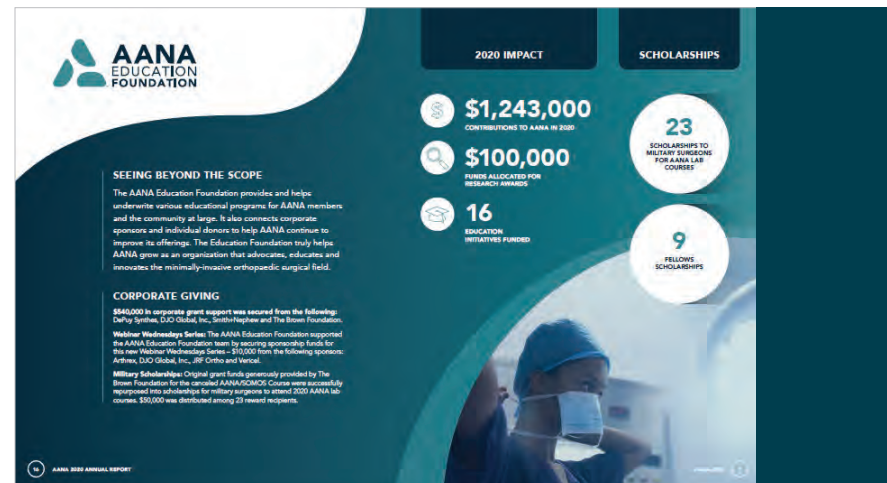 AANA
EDUCATION
FOUNDATION
SEEING BEYOND THE SCOPE
The AANA Education Foundation provides and helps
underwrite various educational programs for AANA members
and the community at large. It also connects corporate
sponsors and individual donors to help AANA continue to
improve its offerings. The Education Foundation truly helps
AANA grow as an organization that advocates, educates and
innovates the minimally-invasive orthopaedic surgical field.
CORPORATE GIVING
$540,000 in corporate grant support was secured from the following:
DePuy Synthes, DJO Global, Inc., Smith+Nephew and The Brown Foundation.
Webinar Wednesdays Series: The AANA Education Foundation supported
the AANA Education Foundation team by securing sponsorship funds for
this new Webinar Wednesdays Series – $10,000 from the following sponsors:
Arthrex, DJO Global, Inc., JRF Ortho and Vericel.
Military Scholarships: Original grant funds generously provided by The
Brown Foundation for the canceled AANA/SOMOS Course were successfully
repurposed into scholarships for military surgeons to attend 2020 AANA lab
courses. $50,000 was distributed among 23 reward recipients.
16 AANA 2020 ANNUAL REPORT
2020 IMPACT
$
$1,243,000
CONTRIBUTIONS TO AANA IN 2020
$100,000
FUNDS ALLOCATED FOR
RESEARCH AWARDS
16
EDUCATION
INITIATIVES FUNDED
SCHOLARSHIPS
23
SCHOLARSHIPS TO
MILITARY SURGEONS
FOR AANA LAB
COURSES
9
FELLOWS
SCHOLARSHIPS